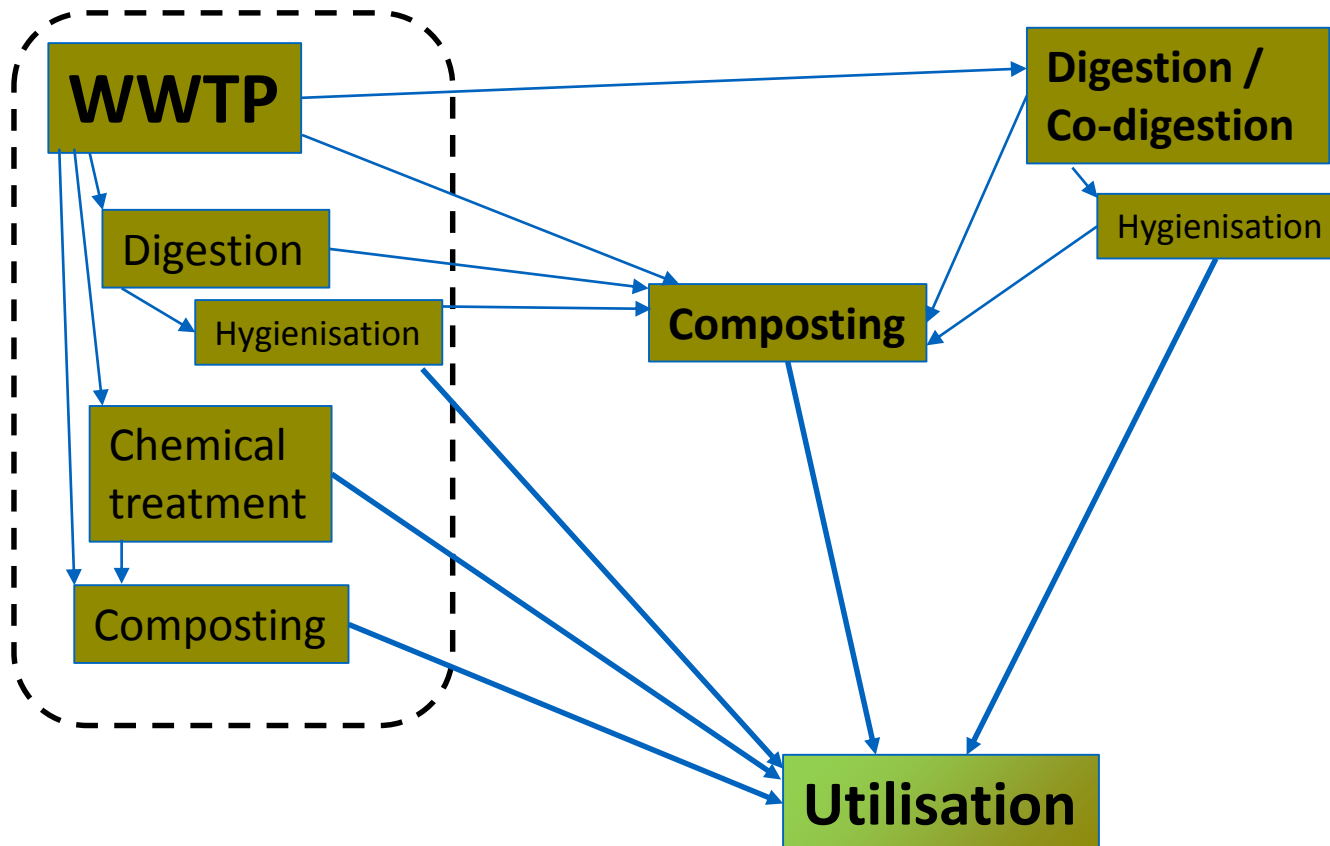 WWTP
Digestion
Hygienisation
Chemical
treatment
Composting
Composting
Digestion /
Co-digestion
Hygienisation
Utilisation